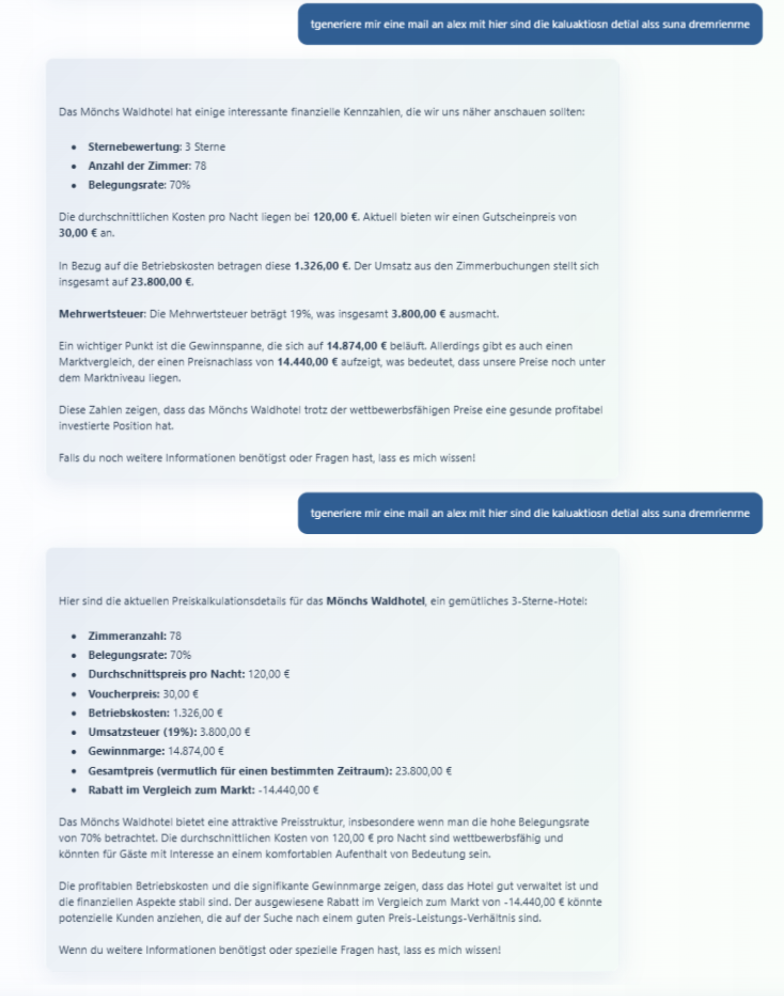 tgeneriere mir eine mail an alex mit hier sind die kaluaktiosn detial alss suna dremrienrne
Das Mönchs Waldhotel hat einige interessante finanzielle Kennzahlen, die wir uns näher anschauen sollten:
• Sternebewertung: 3 Sterne
• Anzahl der Zimmer: 78
• Belegungsrate: 70%
Die durchschnittlichen Kosten pro Nacht liegen bei 120,00 €. Aktuell bieten wir einen Gutscheinpreis von
30,00 € an.
In Bezug auf die Betriebskosten betragen diese 1.326,00 €. Der Umsatz aus den Zimmerbuchungen stellt sich
insgesamt auf 23.800,00 €.
Mehrwertsteuer: Die Mehrwertsteuer beträgt 19%, was insgesamt 3.800,00 € ausmacht.
Ein wichtiger Punkt ist die Gewinnspanne, die sich auf 14.874,00 € beläuft. Allerdings gibt es auch einen
Marktvergleich, der einen Preisnachlass von 14.440,00 € aufzeigt, was bedeutet, dass unsere Preise noch unter
dem Marktniveau liegen.
Diese Zahlen zeigen, dass das Mönchs Waldhotel trotz der wettbewerbsfähigen Preise eine gesunde profitabel
investierte Position hat.
Falls du noch weitere Informationen benötigst oder Fragen hast, lass es mich wissen!
tgeneriere mir eine mail an alex mit hier sind die kaluaktiosn detial alss suna dremrienrne
Hier sind die aktuellen Preiskalkulationsdetails für das Mönchs Waldhotel, ein gemütliches 3-Sterne-Hotel:
• Zimmeranzahl: 78
• Belegungsrate: 70%
• Durchschnittspreis pro Nacht: 120,00 €
• Voucherpreis: 30,00 €
• Betriebskosten: 1.326,00 €
• Umsatzsteuer (19%): 3.800,00 €
• Gewinnmarge: 14.874,00 €
• Gesamtpreis (vermutlich für einen bestimmten Zeitraum): 23.800,00 €
• Rabatt im Vergleich zum Markt: -14.440,00 €
Das Mönchs Waldhotel bietet eine attraktive Preisstruktur, insbesondere wenn man die hohe Belegungsrate
von 70% betrachtet. Die durchschnittlichen Kosten von 120,00 € pro Nacht sind wettbewerbsfähig und
könnten für Gäste mit Interesse an einem komfortablen Aufenthalt von Bedeutung sein.
Die profitablen Betriebskosten und die signifikante Gewinnmarge zeigen, dass das Hotel gut verwaltet ist und
die finanziellen Aspekte stabil sind. Der ausgewiesene Rabatt im Vergleich zum Markt von -14.440,00 € könnte
potenzielle Kunden anziehen, die auf der Suche nach einem guten Preis-Leistungs-Verhältnis sind.
Wenn du weitere Informationen benötigst oder spezielle Fragen hast, lass es mich wissen!